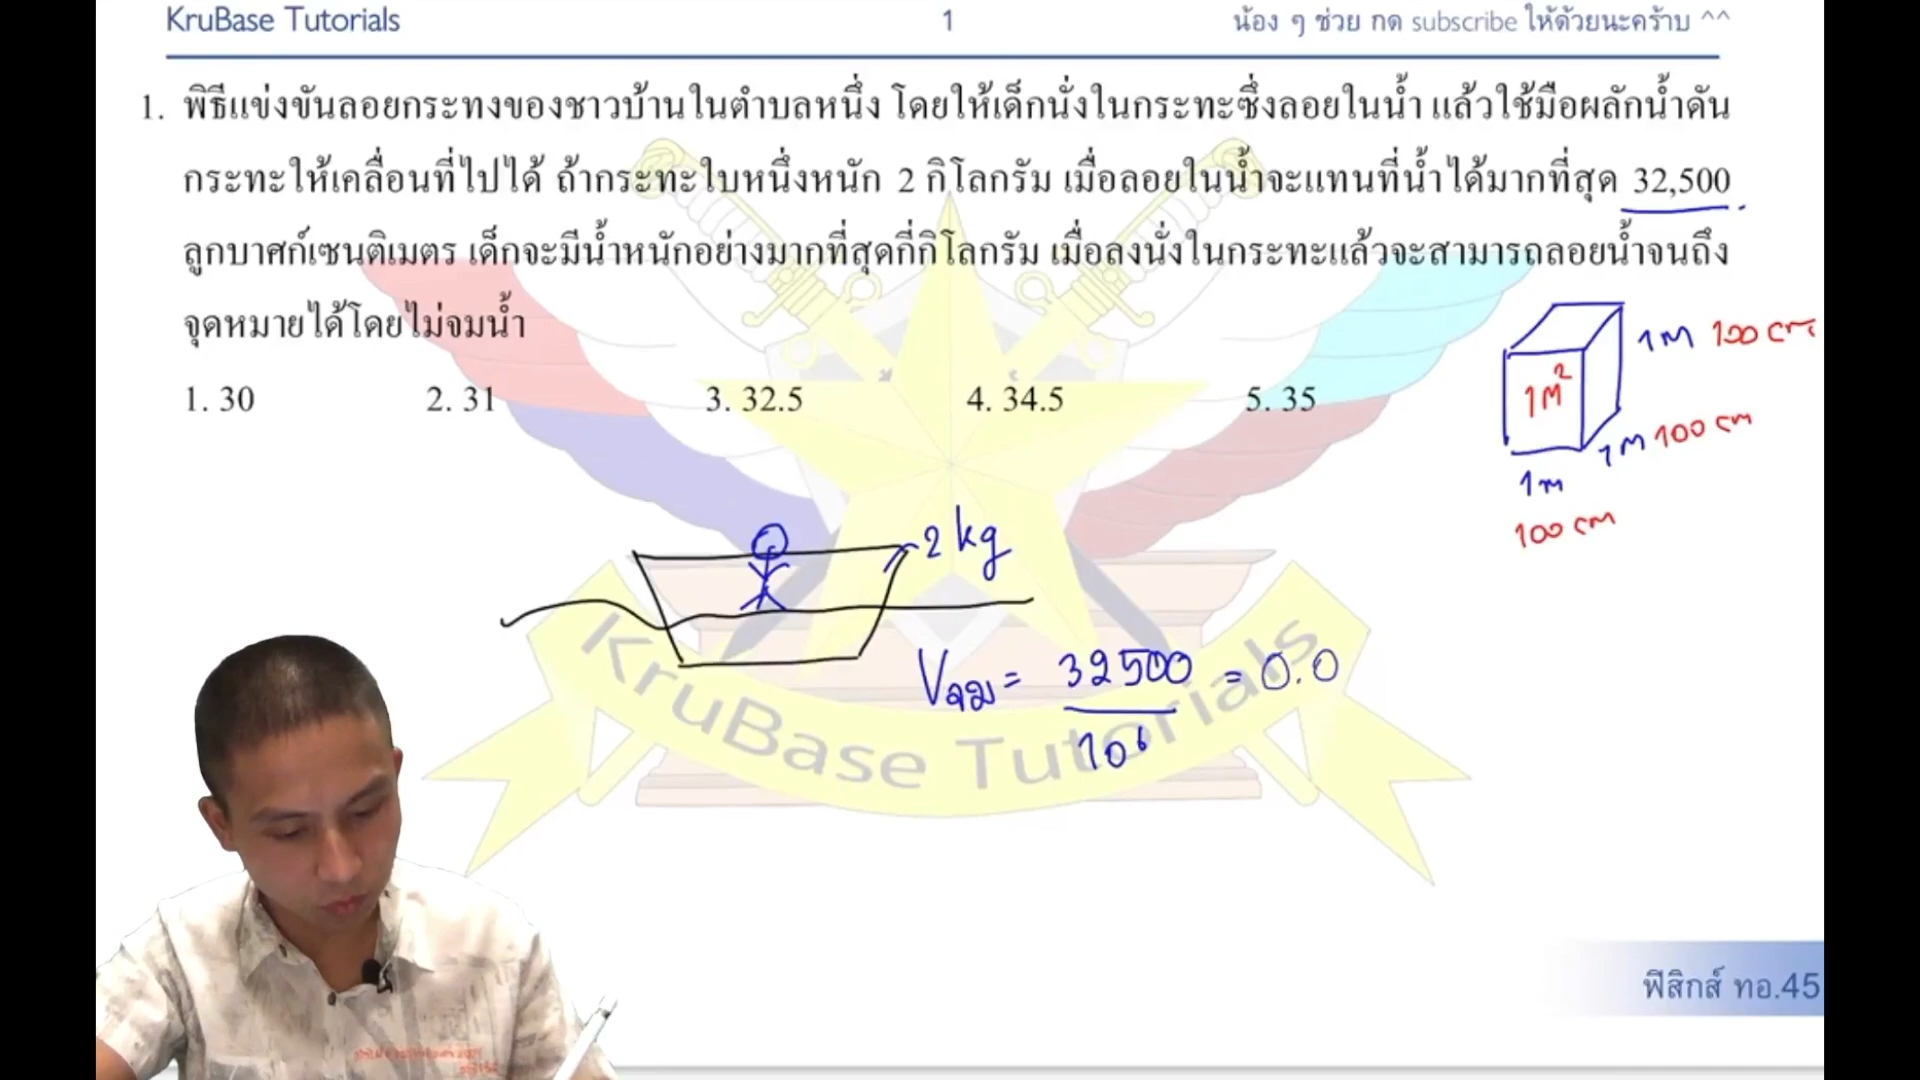 KruBase Tutorials 1 น้อง ๆ ช่วย กด subscribe ให้ด้วยนะคร้าบ ^^
1. พิธีแข่งขันลอยกระทงของชาวบ้านในตำบลหนึ่ง โดยให้เด็กนั่งในกระทะซึ่งลอยในน้ำ แล้วใช้มือผลักน้ำดัน
กระทะให้เคลื่อนที่ไปได้ ถ้ากระทะใบหนึ่งหนัก 2 กิโลกรัม เมื่อลอยในน้ำจะแทนที่น้ำได้มากที่สุด 32,500
ลูกบาศก์เซนติเมตร เด็กจะมีน้ำหนักอย่างมากที่สุดกี่กิโลกรัม เมื่อลงนั่งในกระทะแล้วจะสามารถลอยน้ำจนถึง
จุดหมายได้โดยไม่จมน้ำ
1. 30 2. 31 3. 32.5 4. 34.5 5. 35
1m 100 cm
1M²
1m 100 cm
1m
100 cm
2 kg
Vจม = 32500 = 0.0
10⁶
KruBase Tutorials
ฟิสิกส์ ทอ.45